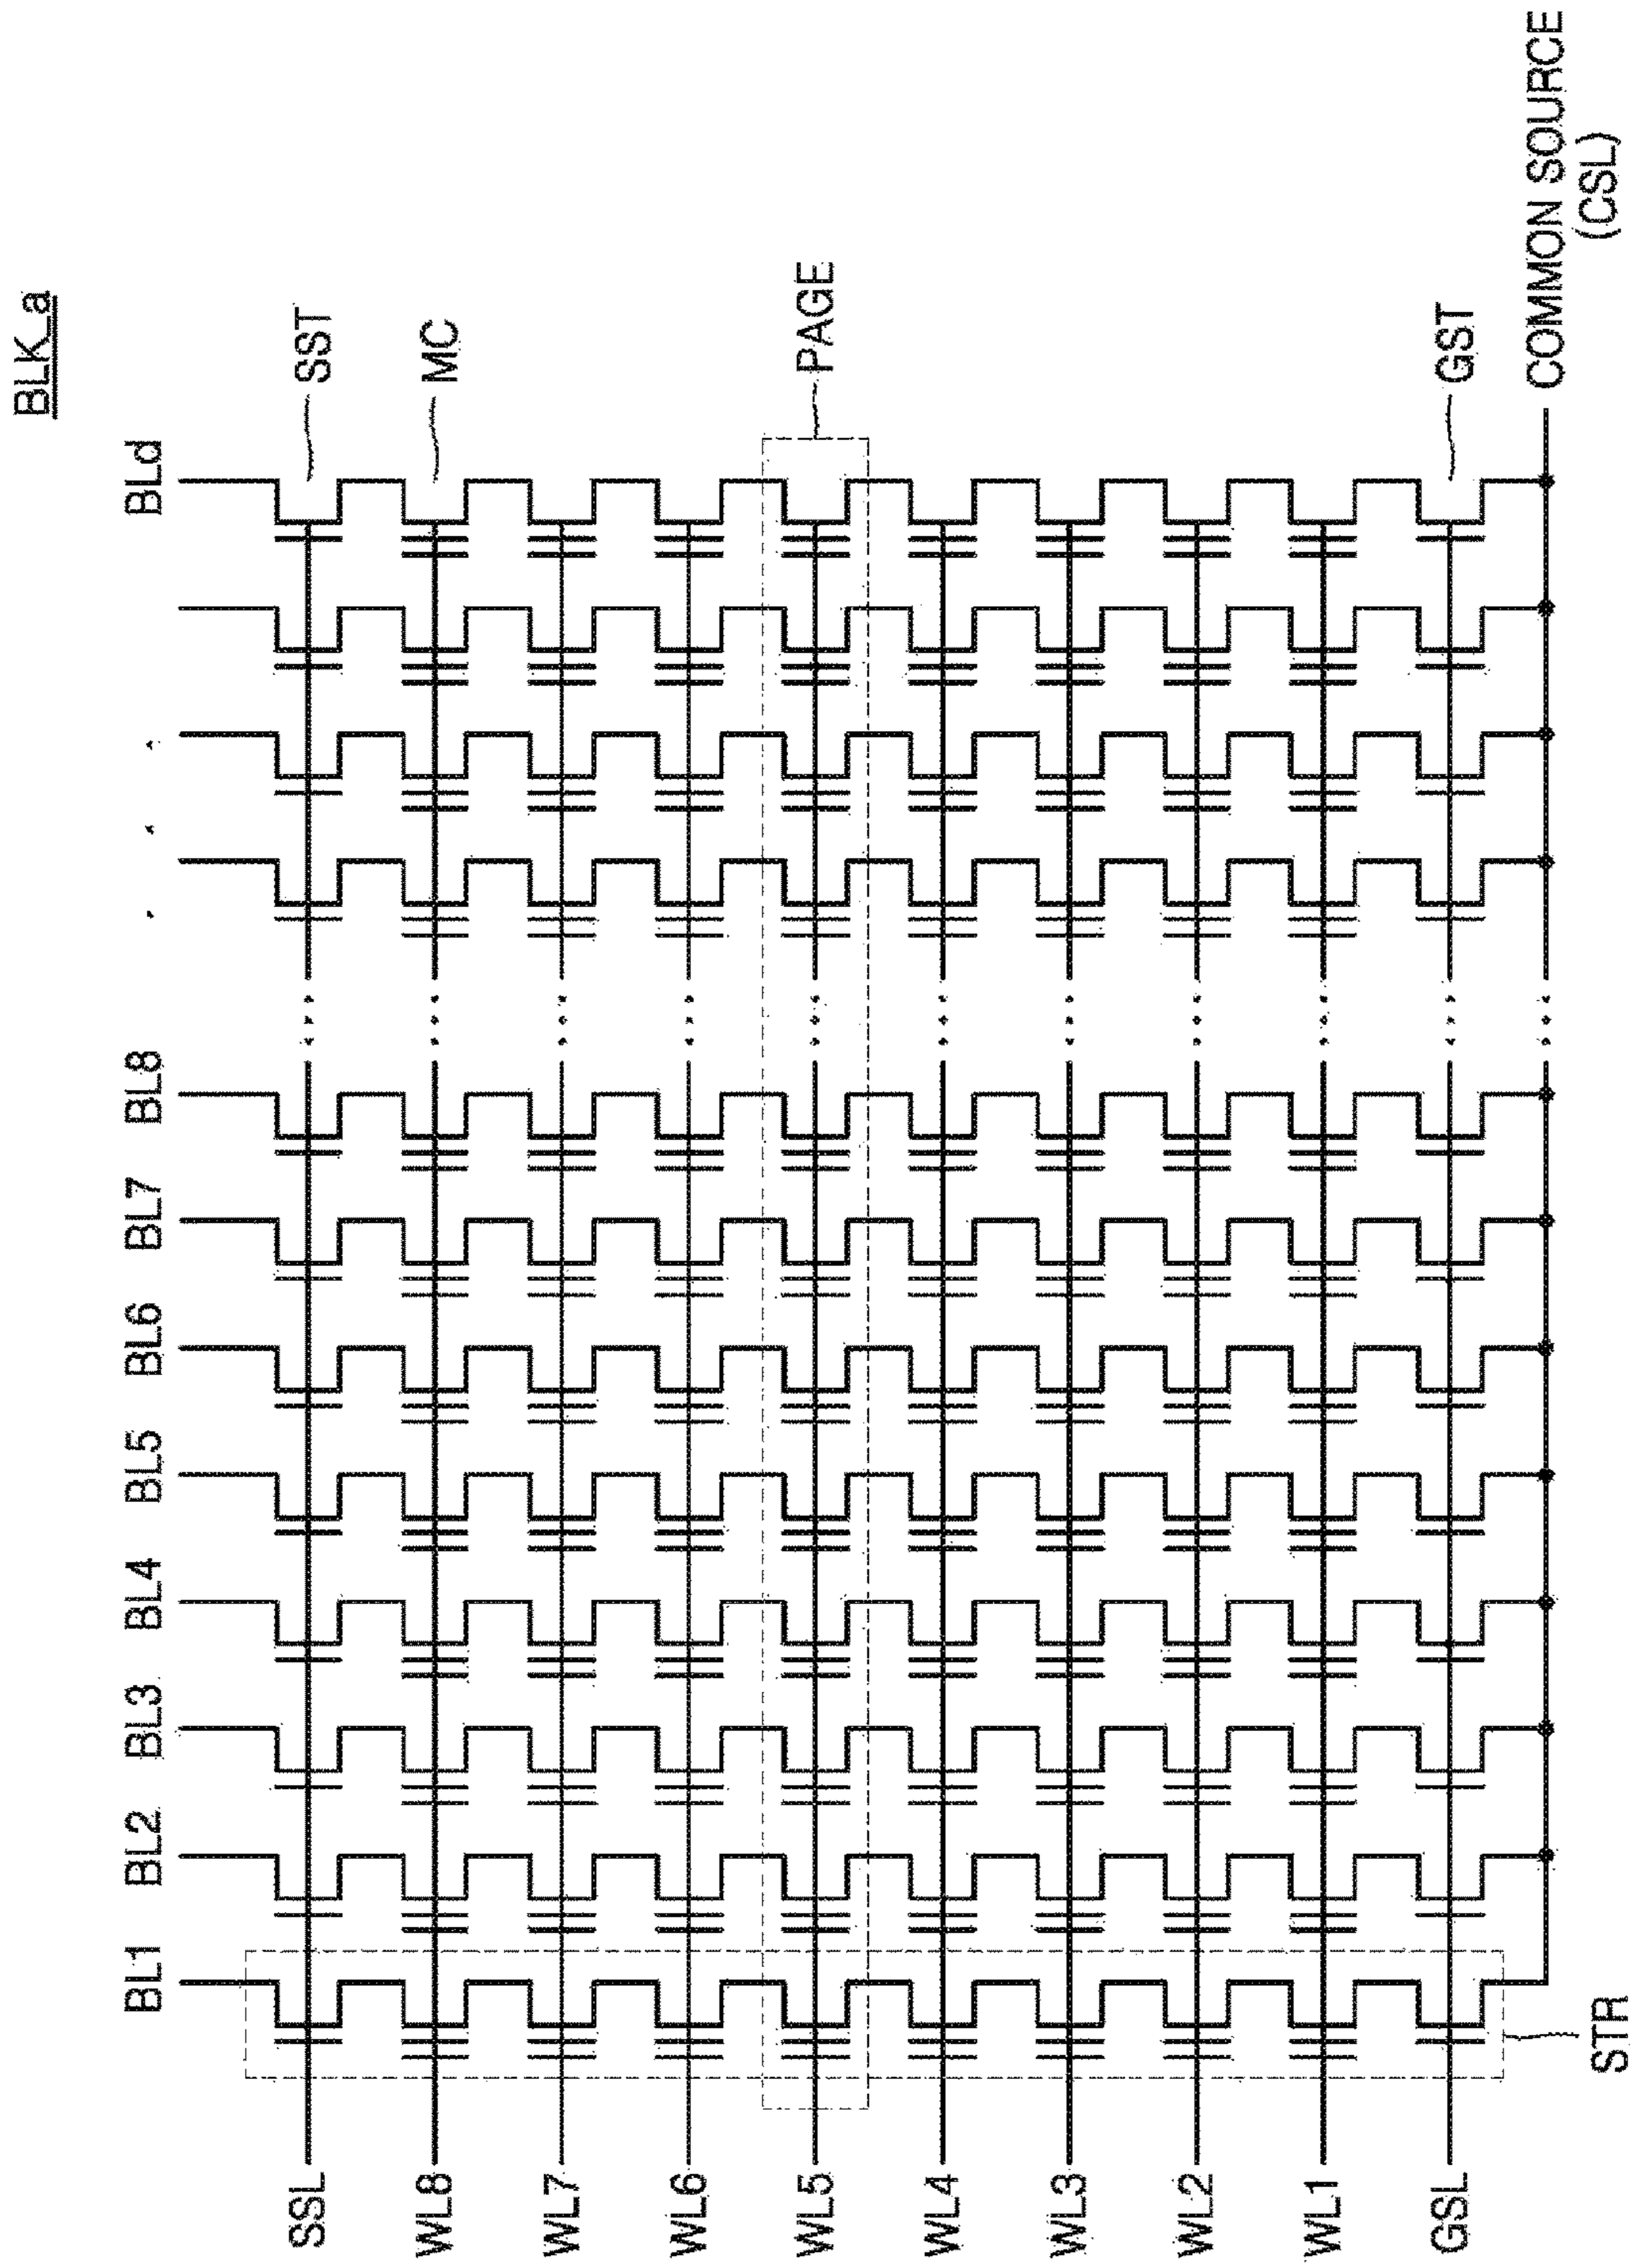 BLK_a
BL1 BL2 BL3 BL4 BL5 BL6 BL7 BL8 . . . BLd
SSL
SST
WL8
MC
WL7
WL6
WL5
PAGE
WL4
WL3
WL2
WL1
GSL
GST
COMMON SOURCE
(CSL)
STR